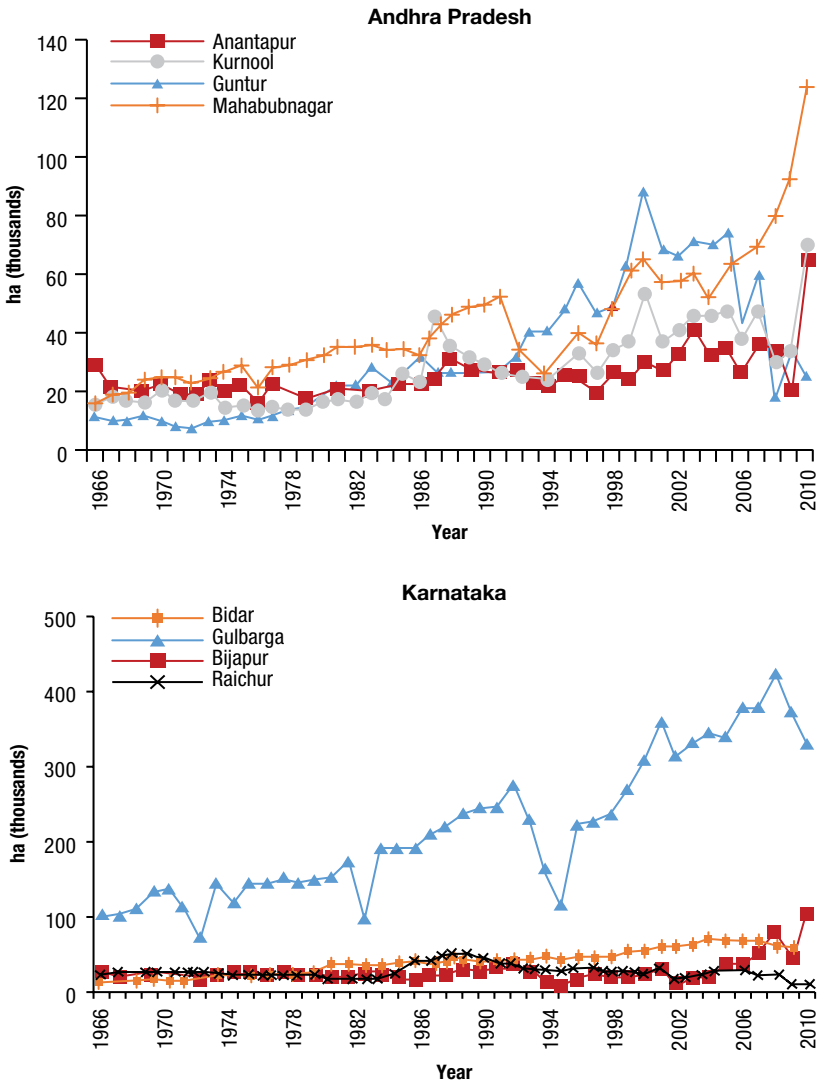 Andhra Pradesh
140
120
100
80
60
40
20
0
ha (thousands)
Anantapur
Kurnool
Guntur
Mahabubnagar
1966
1970
1974
1978
1982
1986
1990
1994
1998
2002
2006
2010
Year
Karnataka
500
400
300
200
100
0
ha (thousands)
Bidar
Gulbarga
Bijapur
Raichur
1966
1970
1974
1978
1982
1986
1990
1994
1998
2002
2006
2010
Year